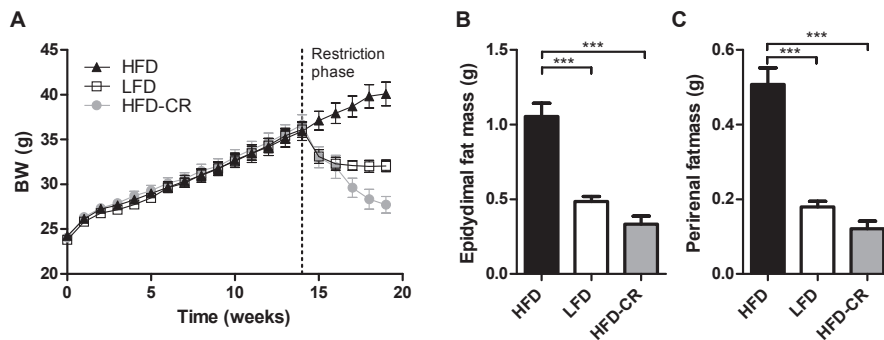 A
HFD
LFD
HFD-CR
Restriction
phase
BW (g)
45
40
35
30
25
20
0
5
10
15
20
Time (weeks)
B
***
***
Epidydimal fat mass (g)
1.5
1.0
0.5
0.0
HFD
LFD
HFD-CR
C
***
***
Perirenal fatmass (g)
0.6
0.4
0.2
0.0
HFD
LFD
HFD-CR